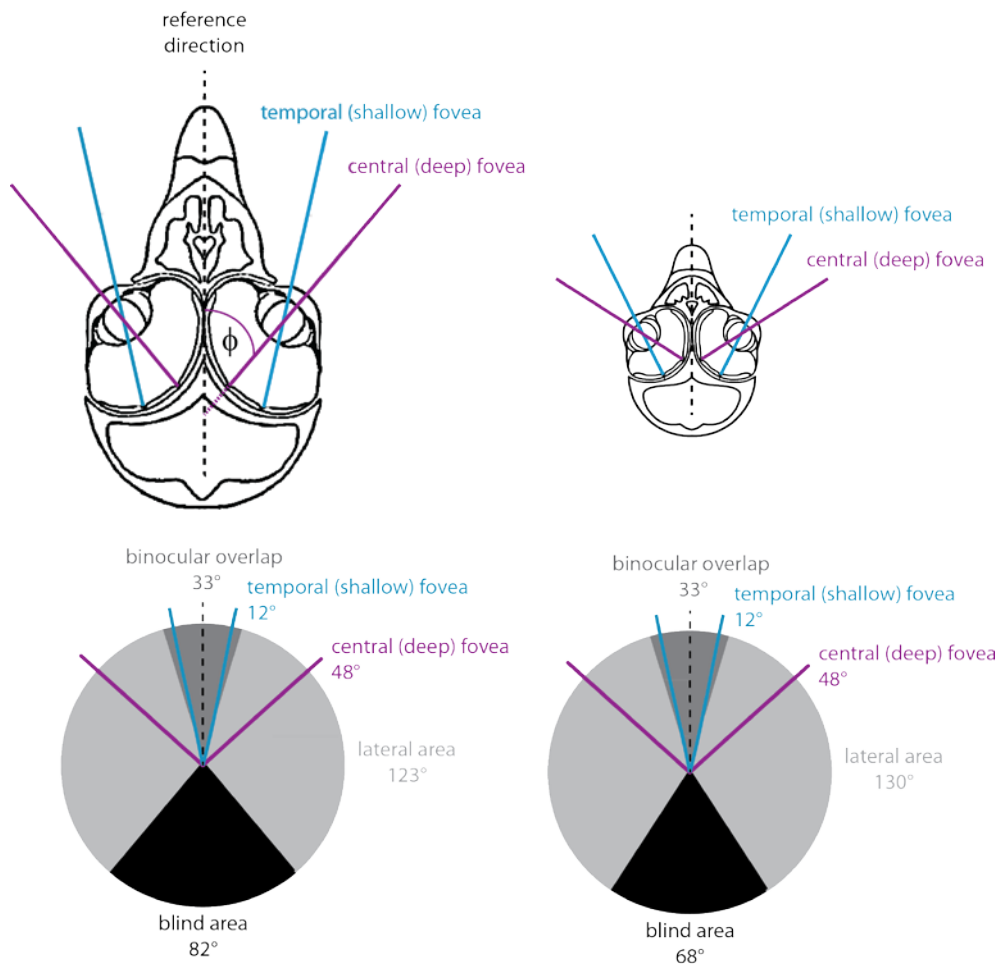 reference
direction
temporal (shallow) fovea
central (deep) fovea
ϕ
temporal (shallow) fovea
central (deep) fovea
binocular overlap
33°
temporal (shallow) fovea
12°
central (deep) fovea
48°
lateral area
123°
blind area
82°
binocular overlap
33°
temporal (shallow) fovea
12°
central (deep) fovea
48°
lateral area
130°
blind area
68°